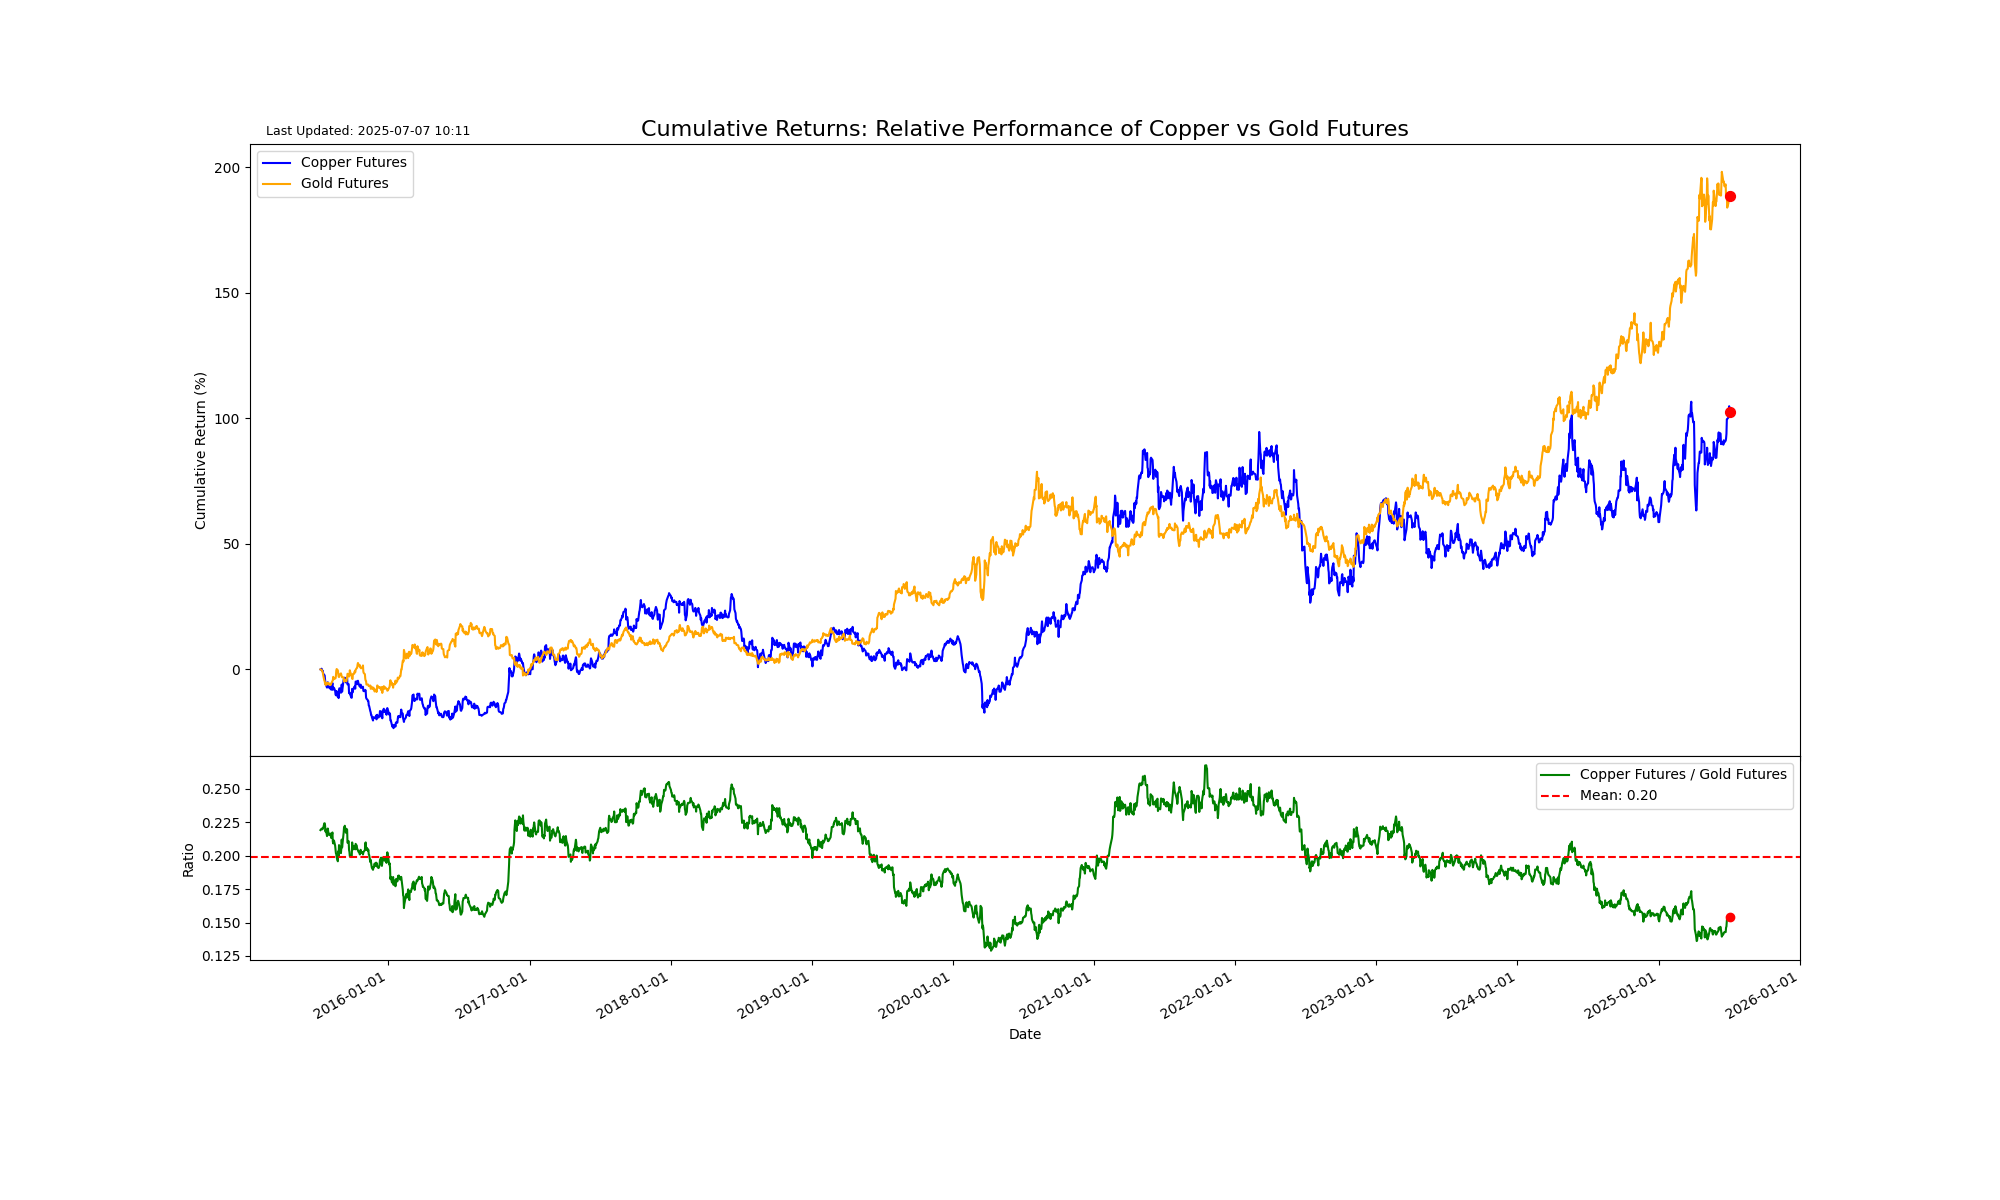 Last Updated: 2025-07-07 10:11
Cumulative Returns: Relative Performance of Copper vs Gold Futures
Copper Futures
Gold Futures
Cumulative Return (%)
200
150
100
50
0
Copper Futures / Gold Futures
Mean: 0.20
Ratio
0.250
0.225
0.200
0.175
0.150
0.125
2016-01-01
2017-01-01
2018-01-01
2019-01-01
2020-01-01
2021-01-01
2022-01-01
2023-01-01
2024-01-01
2025-01-01
2026-01-01
Date